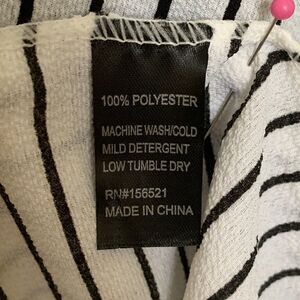 100% POLYESTER
MACHINE WASH/COLD
MILD DETERGENT
LOW TUMBLE DRY
RN#156521
MADE IN CHINA